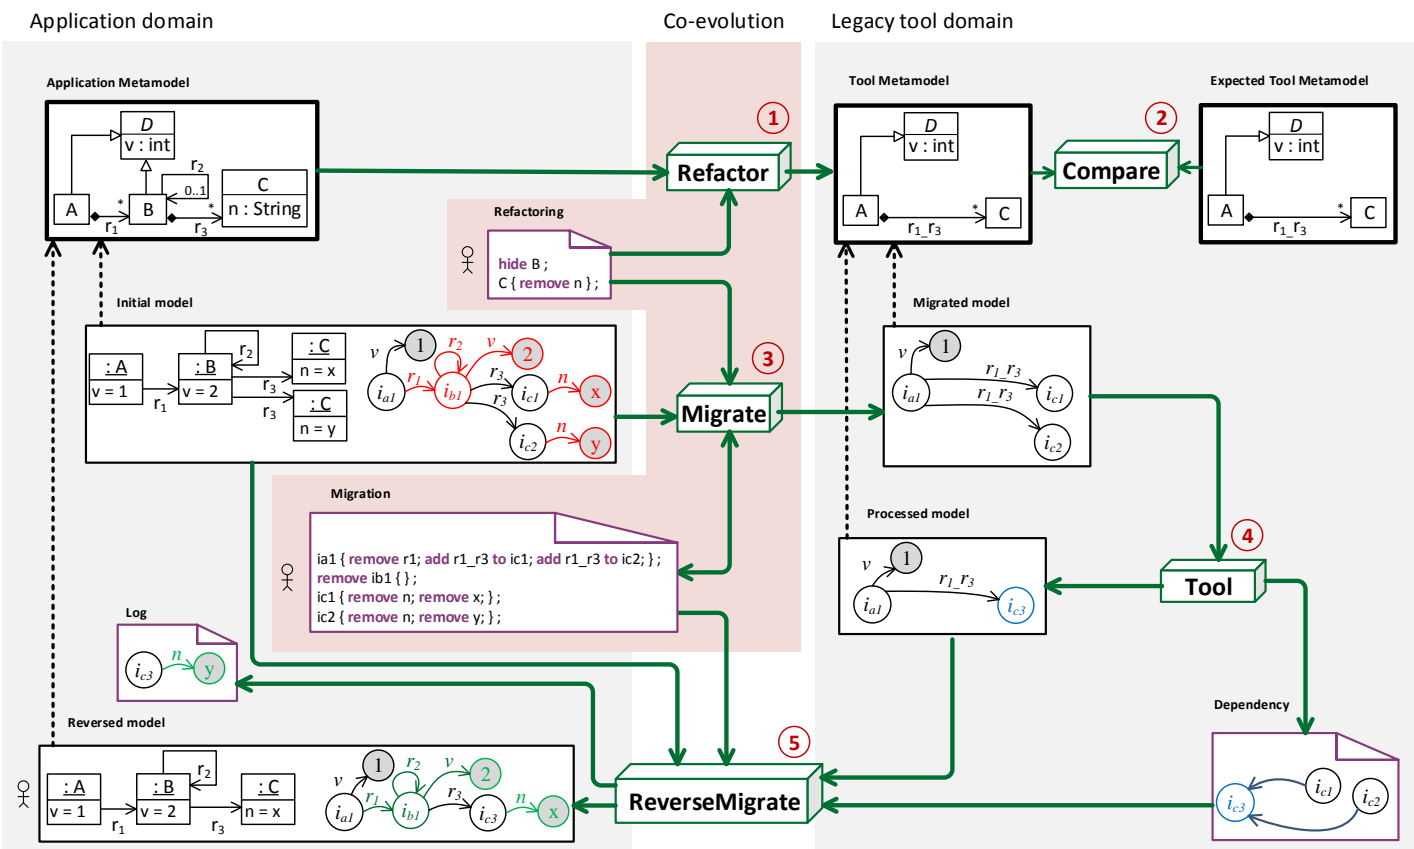 Application domain
Co-evolution
Legacy tool domain
Application Metamodel
D
v : int
A
B
r2
0..1
C
n : String
*
r1
*
r3
1
Refactor
Tool Metamodel
D
v : int
A
C
*
r1_r3
2
Compare
Expected Tool Metamodel
D
v : int
A
C
*
r1_r3
Refactoring
hide B ;
C { remove n } ;
Initial model
: A
v = 1
r1
: B
v = 2
r2
r3
r3
: C
n = x
: C
n = y
v
1
ia1
r1
r2
ib1
v
2
r3
r3
ic1
n
x
ic2
n
y
3
Migrate
Migrated model
v
1
ia1
r1_r3
r1_r3
ic1
ic2
Migration
ia1 { remove r1; add r1_r3 to ic1; add r1_r3 to ic2; } ;
remove ib1 { } ;
ic1 { remove n; remove x; } ;
ic2 { remove n; remove y; } ;
Processed model
v
1
ia1
r1_r3
ic3
4
Tool
Log
ic3
n
y
Dependency
ic3
ic1
ic2
Reversed model
: A
v = 1
r1
: B
v = 2
r2
r3
: C
n = x
v
1
ia1
r1
r2
ib1
v
2
r3
ic3
n
x
5
ReverseMigrate